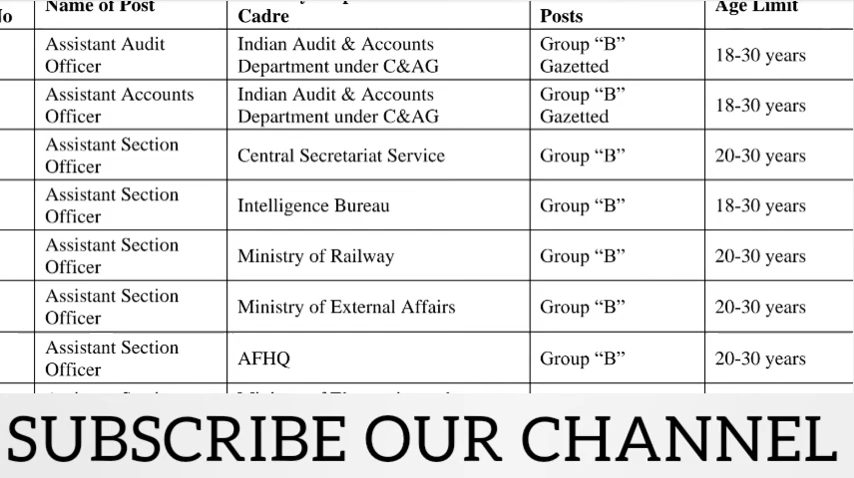 Name of Post
Age Limit
No
Cadre
Posts
Assistant Audit
Officer
Indian Audit & Accounts
Department under C&AG
Group “B”
Gazetted
18-30 years
Assistant Accounts
Officer
Indian Audit & Accounts
Department under C&AG
Group “B”
Gazetted
18-30 years
Assistant Section
Officer
Central Secretariat Service
Group “B”
20-30 years
Assistant Section
Officer
Intelligence Bureau
Group “B”
18-30 years
Assistant Section
Officer
Ministry of Railway
Group “B”
20-30 years
Assistant Section
Officer
Ministry of External Affairs
Group “B”
20-30 years
Assistant Section
Officer
AFHQ
Group “B”
20-30 years
SUBSCRIBE OUR CHANNEL